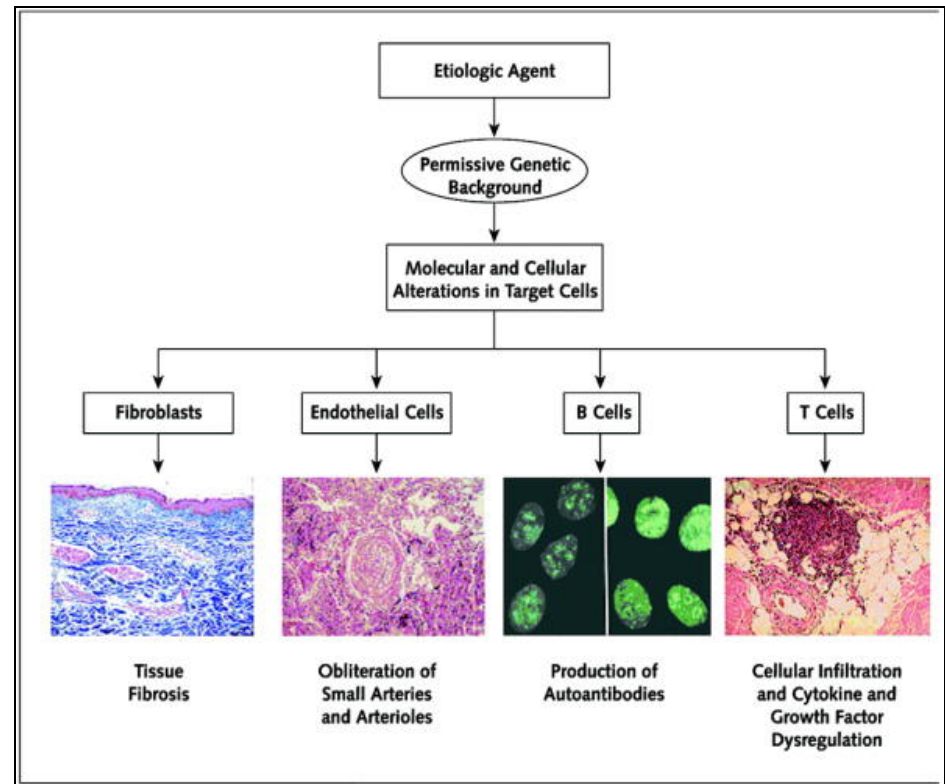 Etiologic Agent
Permissive Genetic
Background
Molecular and Cellular
Alterations in Target Cells
Fibroblasts
Endothelial Cells
B Cells
T Cells
Tissue
Fibrosis
Obliteration of
Small Arteries
and Arterioles
Production of
Autoantibodies
Cellular Infiltration
and Cytokine and
Growth Factor
Dysregulation